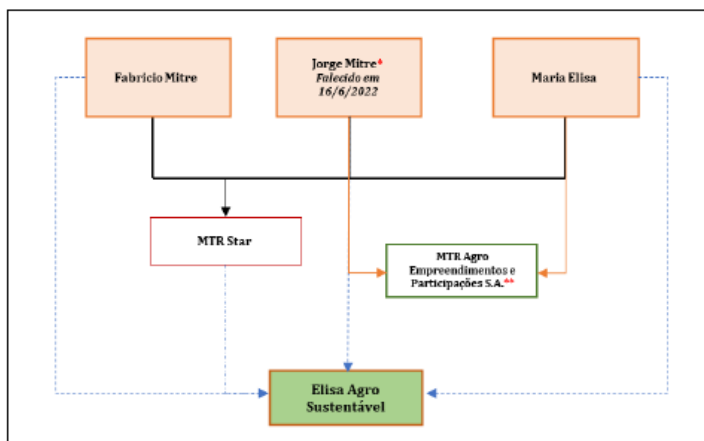 Fabricio Mitre
Jorge Mitre*
Falecido em
16/6/2022
Maria Elisa
MTR Star
MTR Agro
Empreendimentos e
Participações S.A.**
Elisa Agro
Sustentável